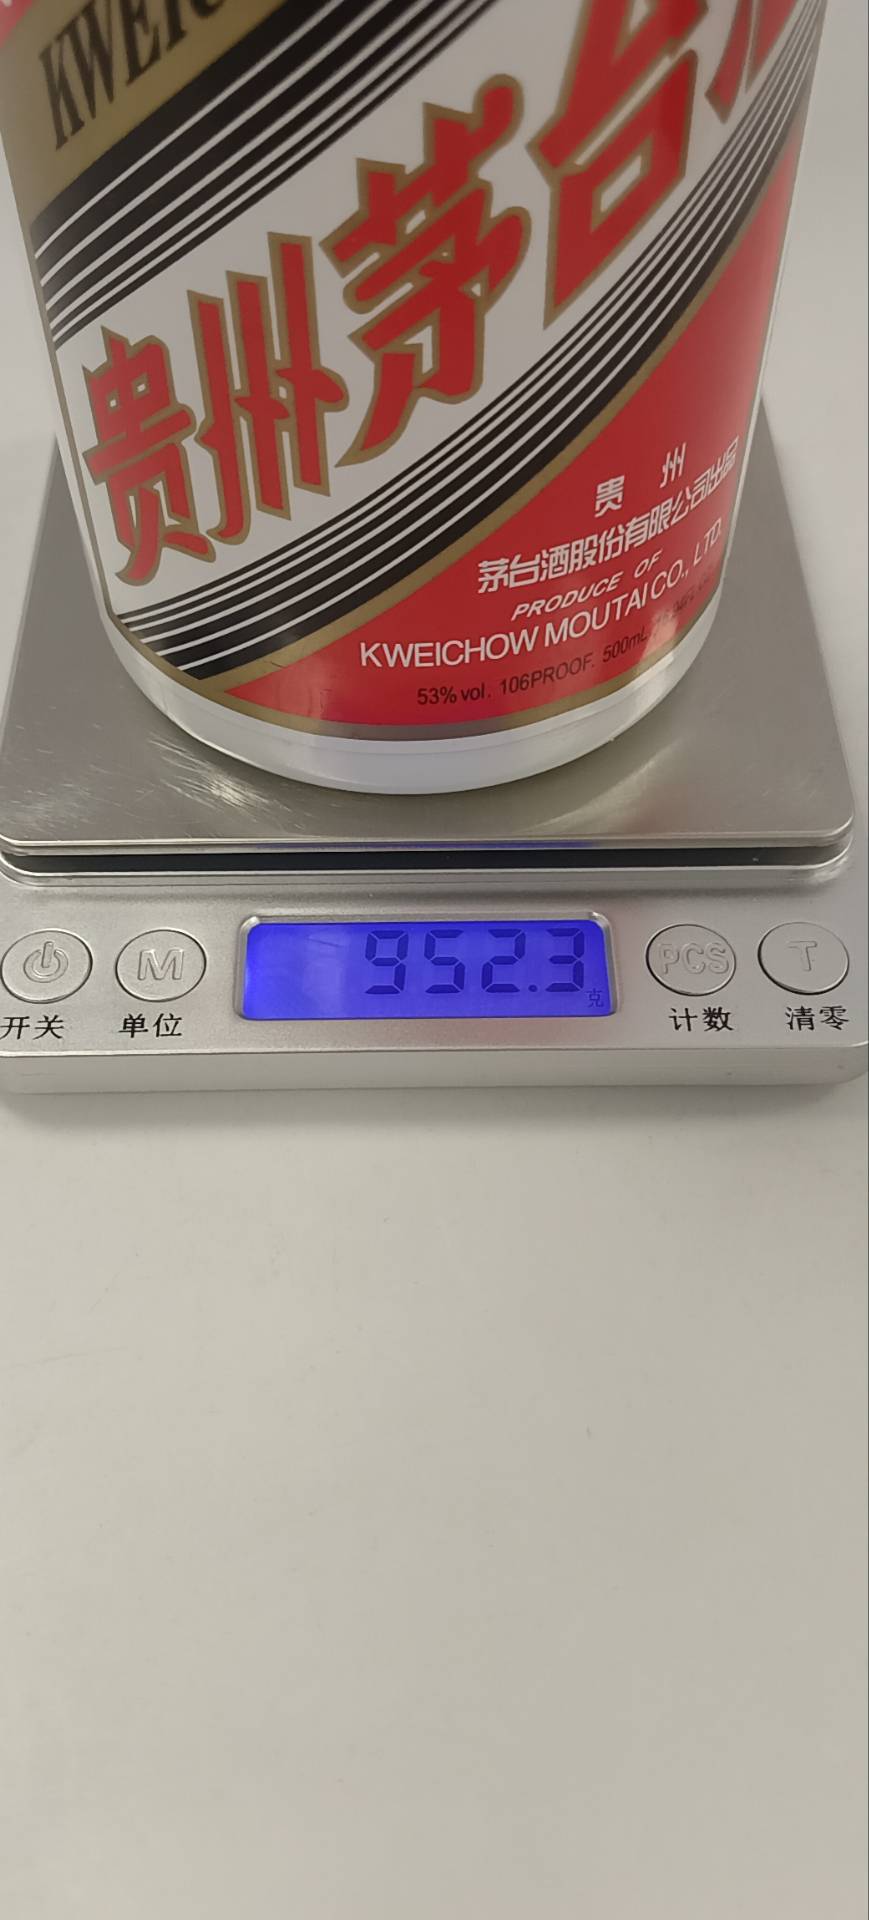 KWEI
贵州茅台
贵州
茅台酒股份有限公司出品
PRODUCE OF
KWEICHOW MOUTAI CO., LTD.
53% vol. 106PROOF. 500mL
952.3
克
M
PCS
T
开关
单位
计数
清零